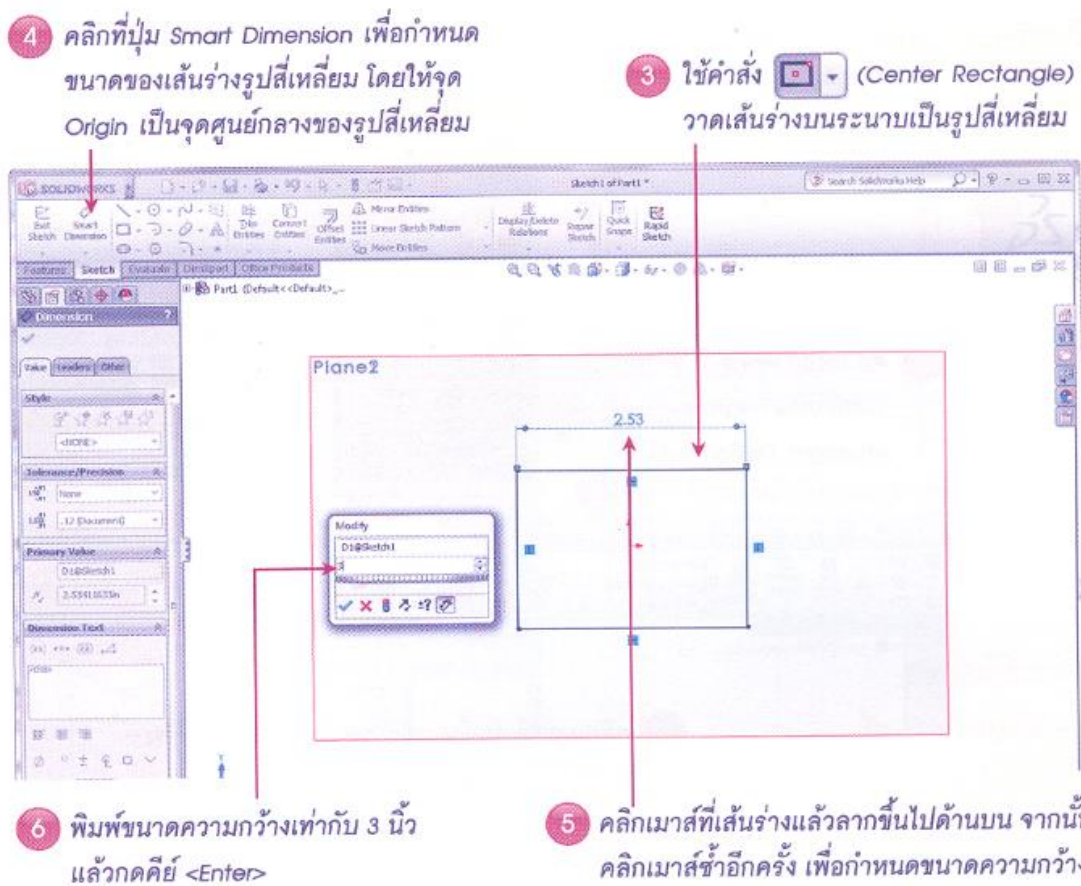 4 คลิกที่ปุ่ม Smart Dimension เพื่อกำหนด
ขนาดของเส้นร่างรูปสี่เหลี่ยม โดยให้จุด
Origin เป็นจุดศูนย์กลางของรูปสี่เหลี่ยม
3 ใช้คำสั่ง (Center Rectangle)
วาดเส้นร่างบนระนาบเป็นรูปสี่เหลี่ยม
SOLIDWORKS
Sketch1 of Part1 *
Search SolidWorks Help
Exit Sketch
Smart Dimension
Trim Entities
Convert Entities
Offset Entities
Mirror Entities
Linear Sketch Pattern
Move Entities
Display/Delete Relations
Repair Sketch
Quick Snaps
Rapid Sketch
Features Sketch Evaluate DimXpert Office Products
Part1 (Default<<Default>_...
Dimension ?
Value Leaders Other
Style
<NONE>
Tolerance/Precision
None
.12 (Document)
Primary Value
D1@Sketch1
2.53411633in
Dimension Text
Plane2
2.53
Modify
D1@Sketch1
3
6 พิมพ์ขนาดความกว้างเท่ากับ 3 นิ้ว
แล้วกดคีย์ <Enter>
5 คลิกเมาส์ที่เส้นร่างแล้วลากขึ้นไปด้านบน จากนั้น
คลิกเมาส์ซ้ำอีกครั้ง เพื่อกำหนดขนาดความกว้าง